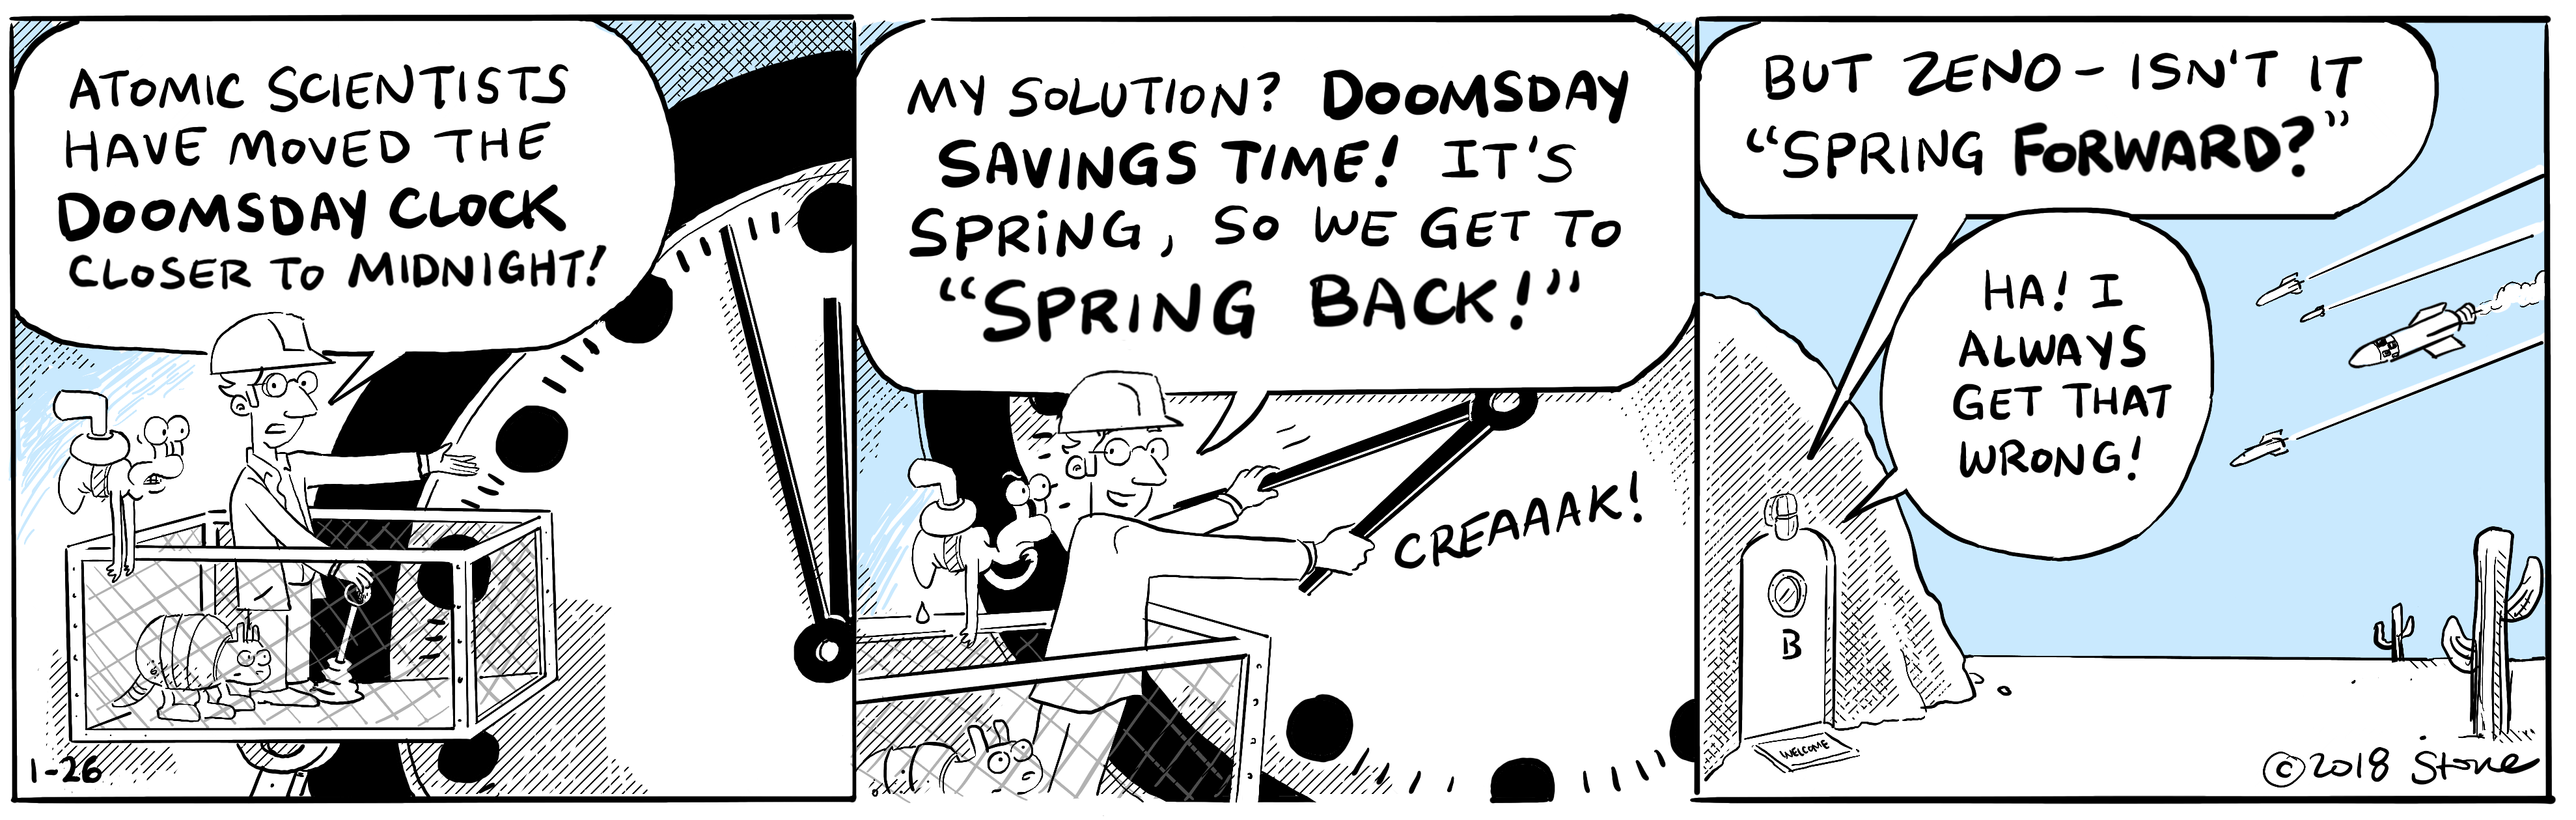 ATOMIC SCIENTISTS
HAVE MOVED THE
DOOMSDAY CLOCK
CLOSER TO MIDNIGHT!
1-26
MY SOLUTION? DOOMSDAY
SAVINGS TIME! IT'S
SPRING, SO WE GET TO
"SPRING BACK!"
CREAAAK!
BUT ZENO - ISN'T IT
"SPRING FORWARD?"
HA! I
ALWAYS
GET THAT
WRONG!
B
WELCOME
©2018 Stone